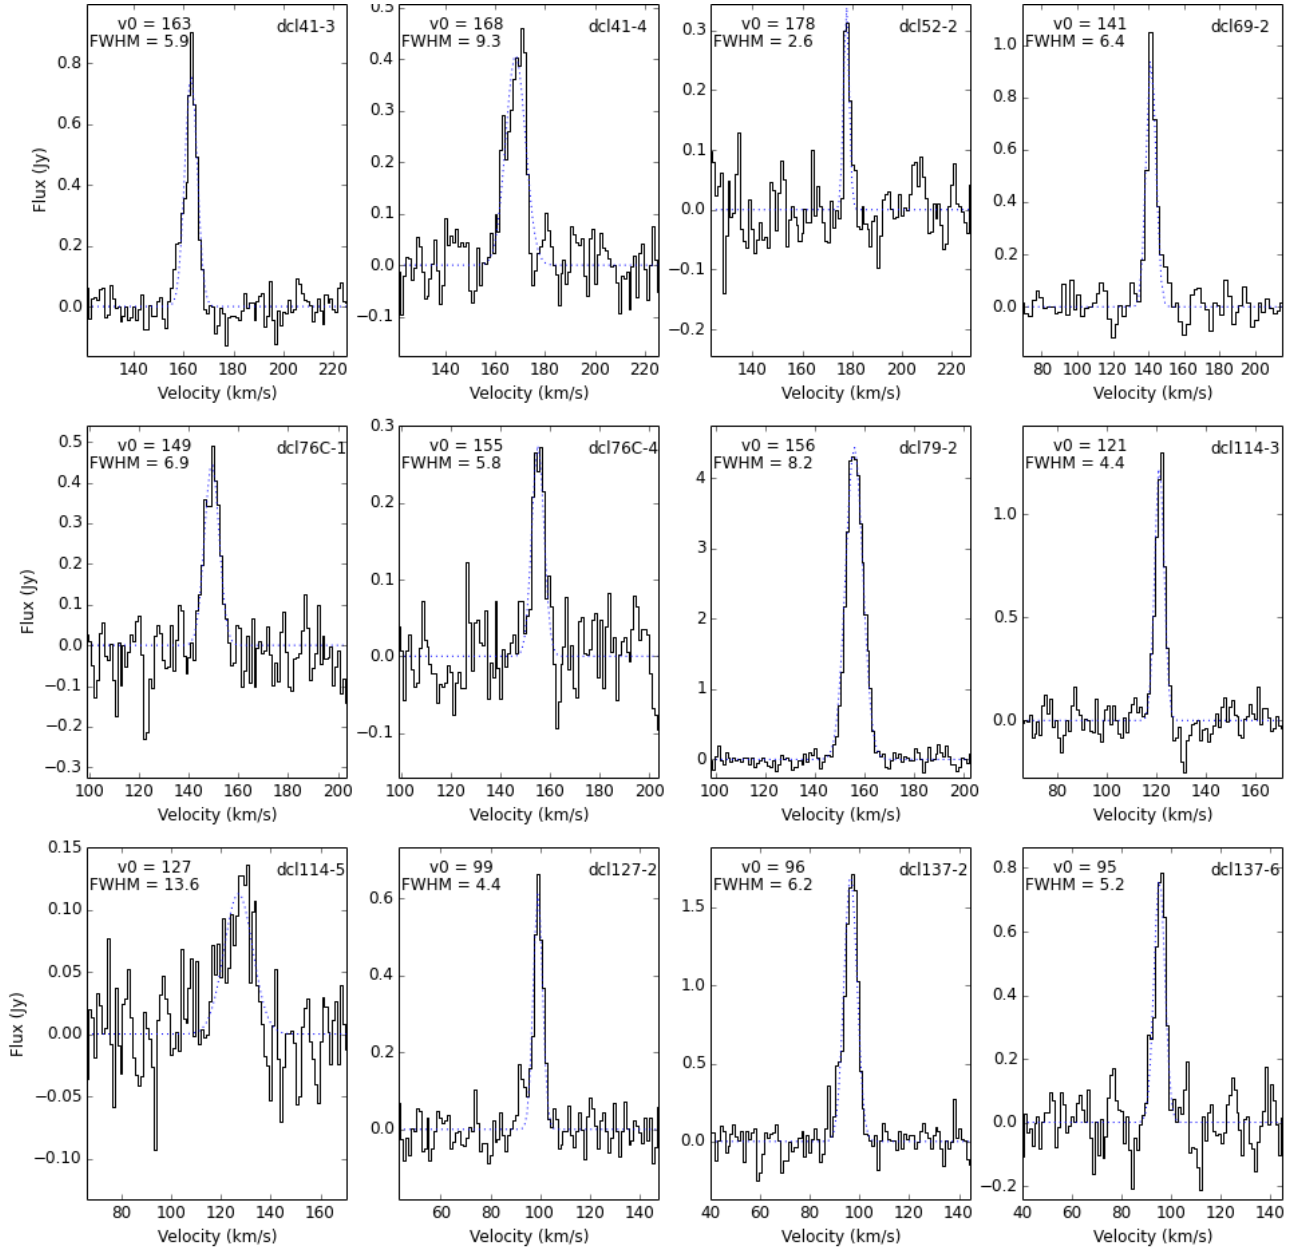 v0 = 163
FWHM = 5.9
dcl41-3
0.8
0.6
0.4
0.2
0.0
140 160 180 200 220
Velocity (km/s)
Flux (Jy)
v0 = 168
FWHM = 9.3
dcl41-4
0.5
0.4
0.3
0.2
0.1
0.0
−0.1
140 160 180 200 220
Velocity (km/s)
v0 = 178
FWHM = 2.6
dcl52-2
0.3
0.2
0.1
0.0
−0.1
−0.2
140 160 180 200 220
Velocity (km/s)
v0 = 141
FWHM = 6.4
dcl69-2
1.0
0.8
0.6
0.4
0.2
0.0
80 100 120 140 160 180 200
Velocity (km/s)
v0 = 149
FWHM = 6.9
dcl76C-1
0.5
0.4
0.3
0.2
0.1
0.0
−0.1
−0.2
−0.3
100 120 140 160 180 200
Velocity (km/s)
Flux (Jy)
v0 = 155
FWHM = 5.8
dcl76C-4
0.3
0.2
0.1
0.0
−0.1
100 120 140 160 180 200
Velocity (km/s)
v0 = 156
FWHM = 8.2
dcl79-2
4
3
2
1
0
100 120 140 160 180 200
Velocity (km/s)
v0 = 121
FWHM = 4.4
dcl114-3
1.0
0.5
0.0
80 100 120 140 160
Velocity (km/s)
v0 = 127
FWHM = 13.6
dcl114-5
0.15
0.10
0.05
0.00
−0.05
−0.10
80 100 120 140 160
Velocity (km/s)
Flux (Jy)
v0 = 99
FWHM = 4.4
dcl127-2
0.6
0.4
0.2
0.0
60 80 100 120 140
Velocity (km/s)
v0 = 96
FWHM = 6.2
dcl137-2
1.5
1.0
0.5
0.0
40 60 80 100 120 140
Velocity (km/s)
v0 = 95
FWHM = 5.2
dcl137-6
0.8
0.6
0.4
0.2
0.0
−0.2
40 60 80 100 120 140
Velocity (km/s)